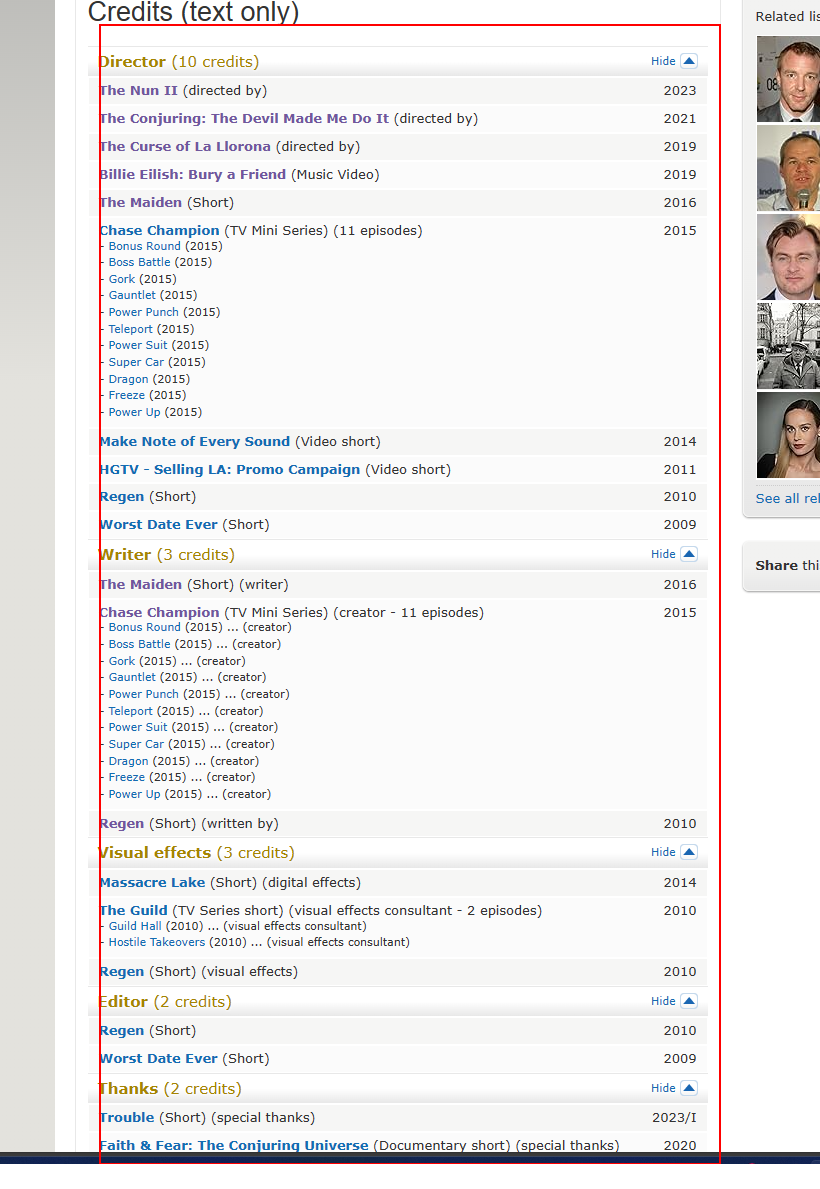 Credits (text only)
Related lis
Director (10 credits) Hide
The Nun II (directed by) 2023
The Conjuring: The Devil Made Me Do It (directed by) 2021
The Curse of La Llorona (directed by) 2019
Billie Eilish: Bury a Friend (Music Video) 2019
The Maiden (Short) 2016
Chase Champion (TV Mini Series) (11 episodes) 2015
- Bonus Round (2015)
- Boss Battle (2015)
- Gork (2015)
- Gauntlet (2015)
- Power Punch (2015)
- Teleport (2015)
- Power Suit (2015)
- Super Car (2015)
- Dragon (2015)
- Freeze (2015)
- Power Up (2015)
Make Note of Every Sound (Video short) 2014
HGTV - Selling LA: Promo Campaign (Video short) 2011
Regen (Short) 2010
Worst Date Ever (Short) 2009
See all rel
Writer (3 credits) Hide
Share thi
The Maiden (Short) (writer) 2016
Chase Champion (TV Mini Series) (creator - 11 episodes) 2015
- Bonus Round (2015) ... (creator)
- Boss Battle (2015) ... (creator)
- Gork (2015) ... (creator)
- Gauntlet (2015) ... (creator)
- Power Punch (2015) ... (creator)
- Teleport (2015) ... (creator)
- Power Suit (2015) ... (creator)
- Super Car (2015) ... (creator)
- Dragon (2015) ... (creator)
- Freeze (2015) ... (creator)
- Power Up (2015) ... (creator)
Regen (Short) (written by) 2010
Visual effects (3 credits) Hide
Massacre Lake (Short) (digital effects) 2014
The Guild (TV Series short) (visual effects consultant - 2 episodes) 2010
- Guild Hall (2010) ... (visual effects consultant)
- Hostile Takeovers (2010) ... (visual effects consultant)
Regen (Short) (visual effects) 2010
Editor (2 credits) Hide
Regen (Short) 2010
Worst Date Ever (Short) 2009
Thanks (2 credits) Hide
Trouble (Short) (special thanks) 2023/I
Faith & Fear: The Conjuring Universe (Documentary short) (special thanks) 2020